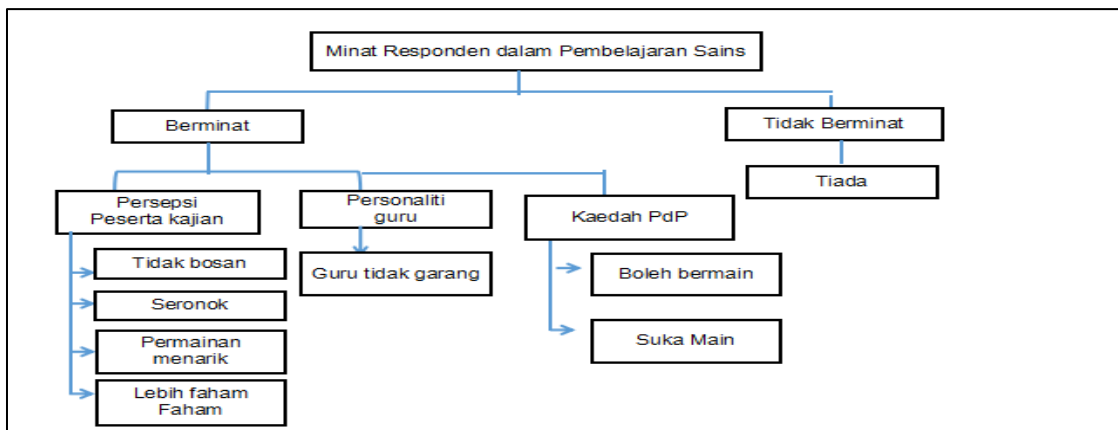 Minat Responden dalam Pembelajaran Sains
Berminat
Tidak Berminat
Tiada
Persepsi
Peserta kajian
Personaliti
guru
Kaedah PdP
Tidak bosan
Seronok
Permainan
menarik
Lebih faham
Faham
Guru tidak garang
Boleh bermain
Suka Main